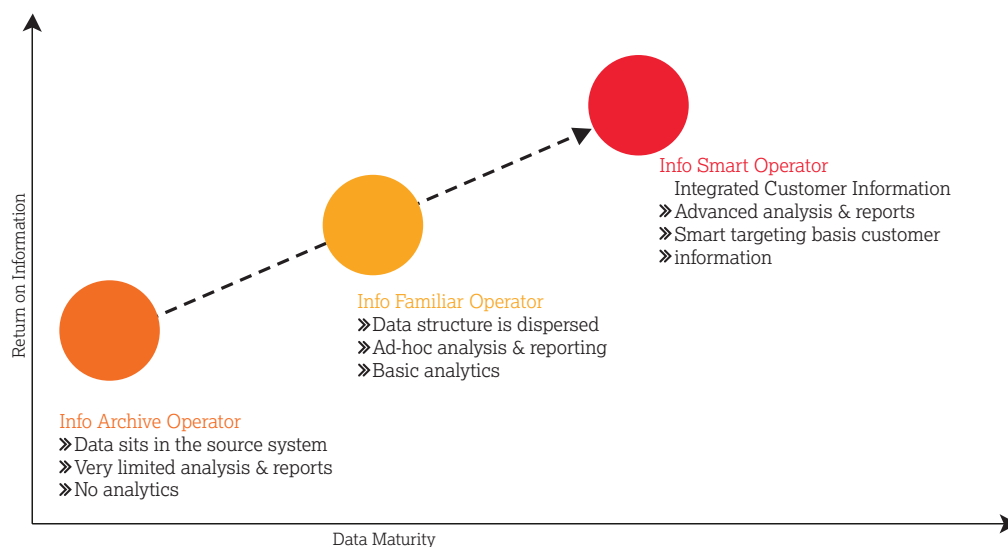 Return on Information
Info Smart Operator
Integrated Customer Information
» Advanced analysis & reports
» Smart targeting basis customer
» information
Info Familiar Operator
» Data structure is dispersed
» Ad-hoc analysis & reporting
» Basic analytics
Info Archive Operator
» Data sits in the source system
» Very limited analysis & reports
» No analytics
Data Maturity